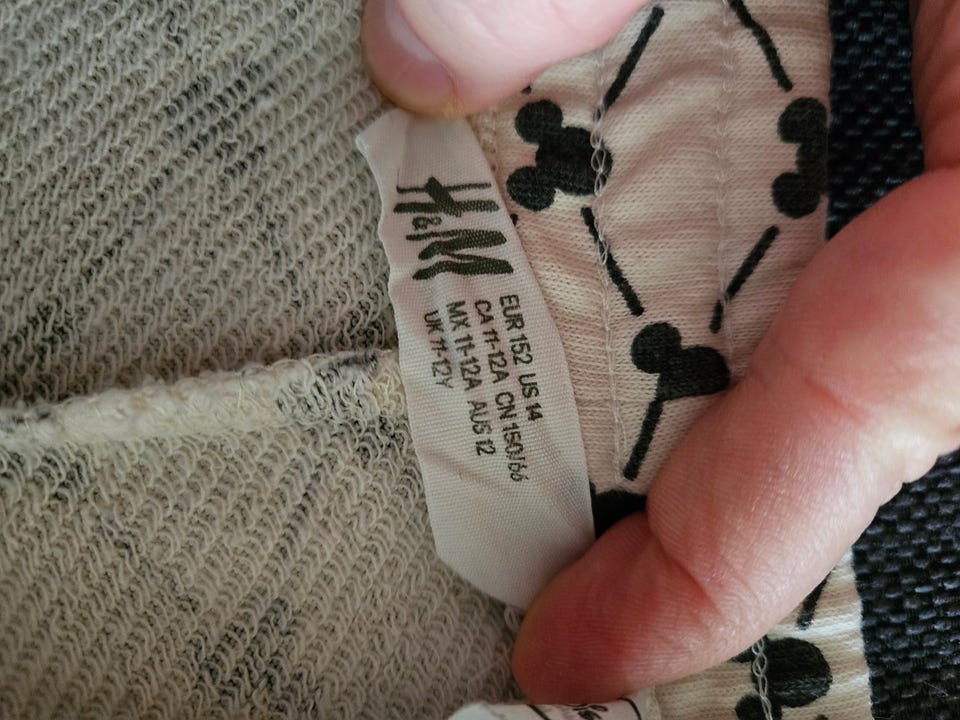 H&M
EUR 152 US 14
CA 11-12A CN 150/66
MX 11-12A AUS 12
UK 11-12Y